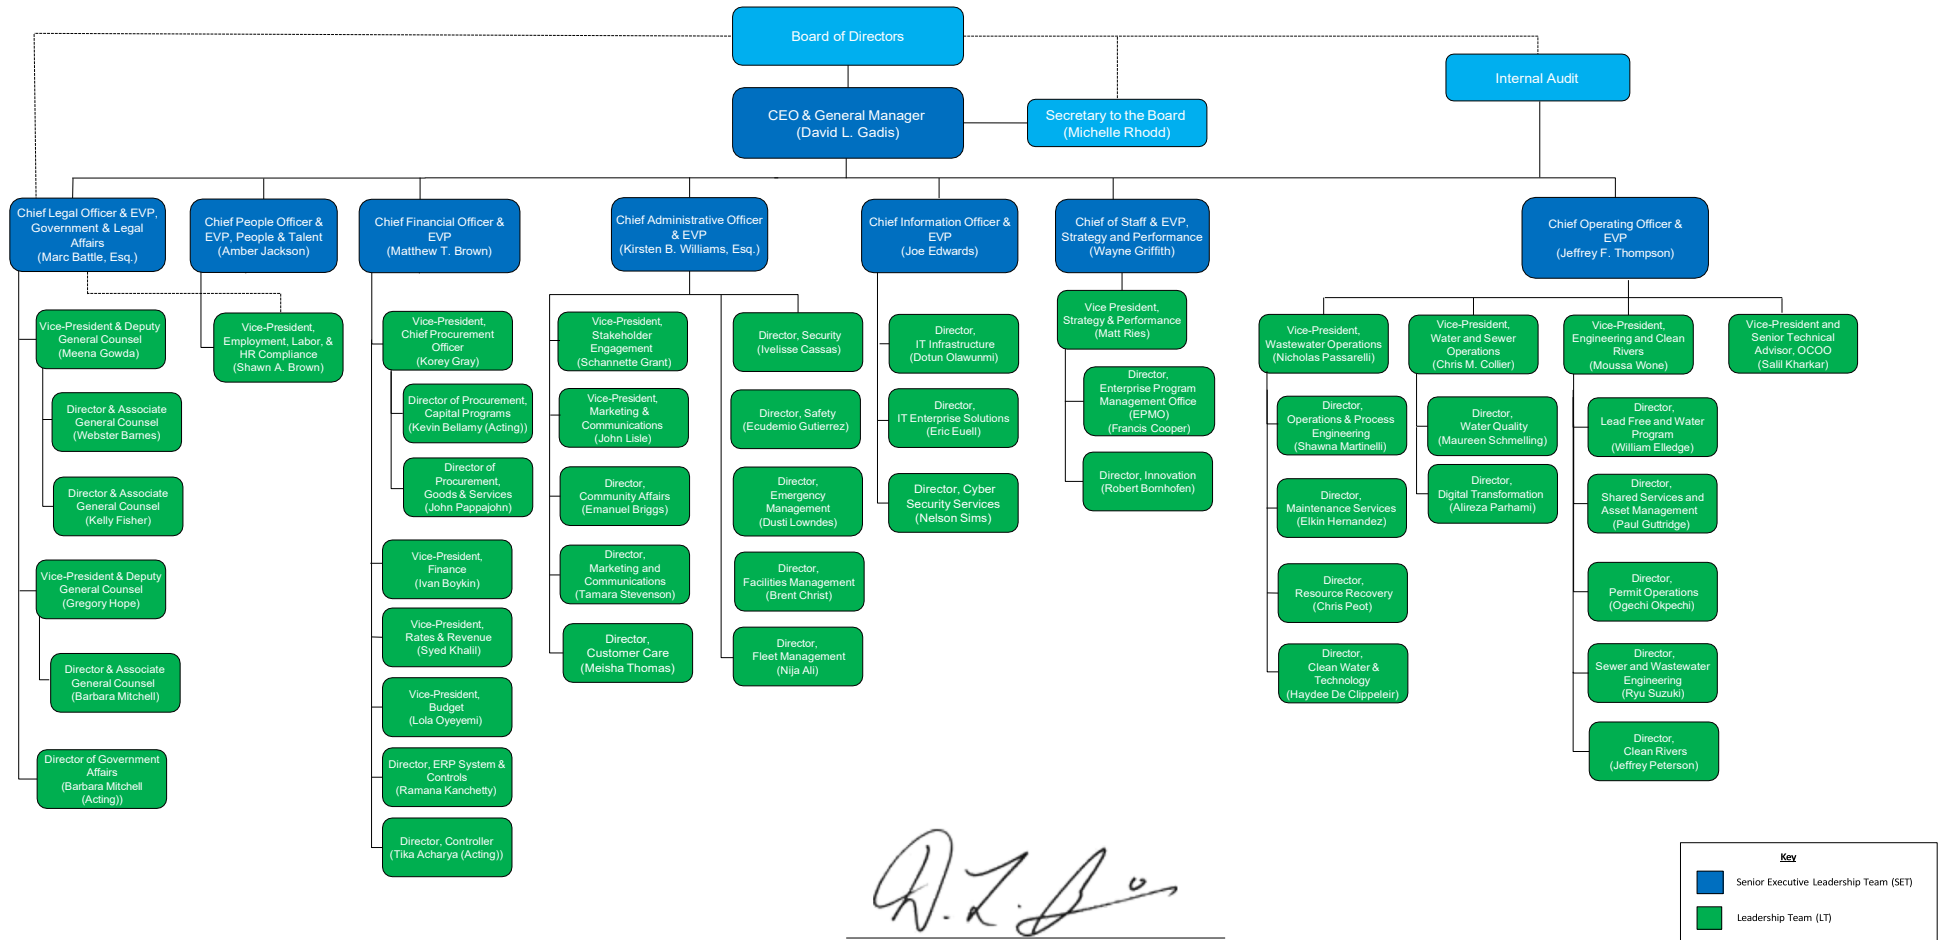 Board of Directors
Internal Audit
CEO & General Manager
(David L. Gadis)
Secretary to the Board
(Michelle Rhodd)
Chief Legal Officer & EVP,
Government & Legal
Affairs
(Marc Battle, Esq.)
Chief People Officer &
EVP, People & Talent
(Amber Jackson)
Chief Financial Officer &
EVP
(Matthew T. Brown)
Chief Administrative Officer
& EVP
(Kirsten B. Williams, Esq.)
Chief Information Officer &
EVP
(Joe Edwards)
Chief of Staff & EVP,
Strategy and Performance
(Wayne Griffith)
Chief Operating Officer &
EVP
(Jeffrey F. Thompson)
Vice-President & Deputy
General Counsel
(Meena Gowda)
Director & Associate
General Counsel
(Webster Barnes)
Director & Associate
General Counsel
(Kelly Fisher)
Vice-President & Deputy
General Counsel
(Gregory Hope)
Director & Associate
General Counsel
(Barbara Mitchell)
Director of Government
Affairs
(Barbara Mitchell
(Acting))
Vice-President,
Employment, Labor, &
HR Compliance
(Shawn A. Brown)
Vice-President,
Chief Procurement
Officer
(Korey Gray)
Director of Procurement,
Capital Programs
(Kevin Bellamy (Acting))
Director of
Procurement,
Goods & Services
(John Pappajohn)
Vice-President,
Finance
(Ivan Boykin)
Vice-President,
Rates & Revenue
(Syed Khalil)
Vice-President,
Budget
(Lola Oyeyemi)
Director, ERP System &
Controls
(Ramana Kanchetty)
Director, Controller
(Tika Acharya (Acting))
Vice-President,
Stakeholder
Engagement
(Schannette Grant)
Vice-President,
Marketing &
Communications
(John Lisle)
Director,
Community Affairs
(Emanuel Briggs)
Director,
Marketing and
Communications
(Tamara Stevenson)
Director,
Customer Care
(Meisha Thomas)
Director, Security
(Ivelisse Cassas)
Director, Safety
(Ecudemio Gutierrez)
Director,
Emergency
Management
(Dusti Lowndes)
Director,
Facilities Management
(Brent Christ)
Director,
Fleet Management
(Nija Ali)
Director,
IT Infrastructure
(Dotun Olawunmi)
Director,
IT Enterprise Solutions
(Eric Euell)
Director, Cyber
Security Services
(Nelson Sims)
Vice President,
Strategy & Performance
(Matt Ries)
Director,
Enterprise Program
Management Office
(EPMO)
(Francis Cooper)
Director, Innovation
(Robert Bornhofen)
Vice-President,
Wastewater Operations
(Nicholas Passarelli)
Director,
Operations & Process
Engineering
(Shawna Martinelli)
Director,
Maintenance Services
(Elkin Hernandez)
Director,
Resource Recovery
(Chris Peot)
Director,
Clean Water &
Technology
(Haydee De Clippeleir)
Vice-President,
Water and Sewer
Operations
(Chris M. Collier)
Director,
Water Quality
(Maureen Schmelling)
Director,
Digital Transformation
(Alireza Parhami)
Vice-President,
Engineering and Clean
Rivers
(Moussa Wone)
Director,
Lead Free and Water
Program
(William Elledge)
Director,
Shared Services and
Asset Management
(Paul Guttridge)
Director,
Permit Operations
(Ogechi Okpechi)
Director,
Sewer and Wastewater
Engineering
(Ryu Suzuki)
Director,
Clean Rivers
(Jeffrey Peterson)
Vice-President and
Senior Technical
Advisor, OCOO
(Salil Kharkar)
Key
Senior Executive Leadership Team (SET)
Leadership Team (LT)